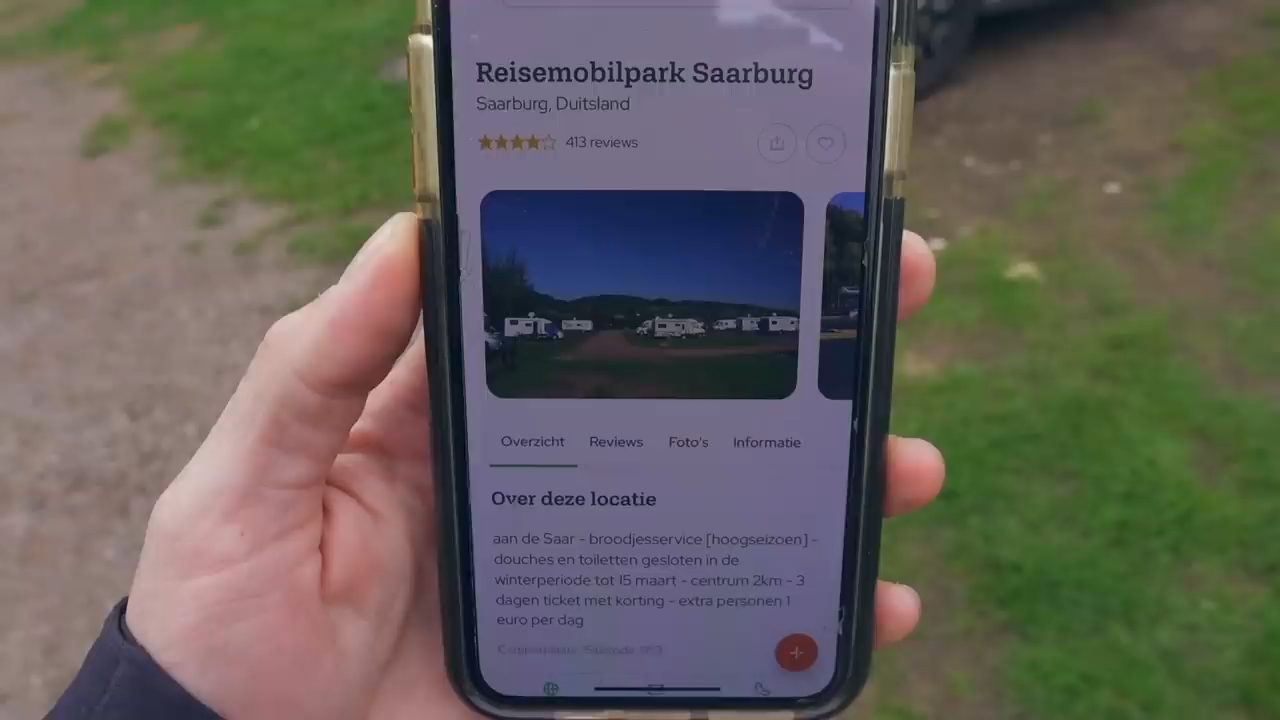 Reisemobilpark Saarburg
Saarburg, Duitsland
413 reviews
Overzicht Reviews Foto's Informatie
Over deze locatie
aan de Saar - broodjesservice [hoogseizoen] -
douches en toiletten gesloten in de
winterperiode tot 15 maart - centrum 2km - 3
dagen ticket met korting - extra personen 1
euro per dag